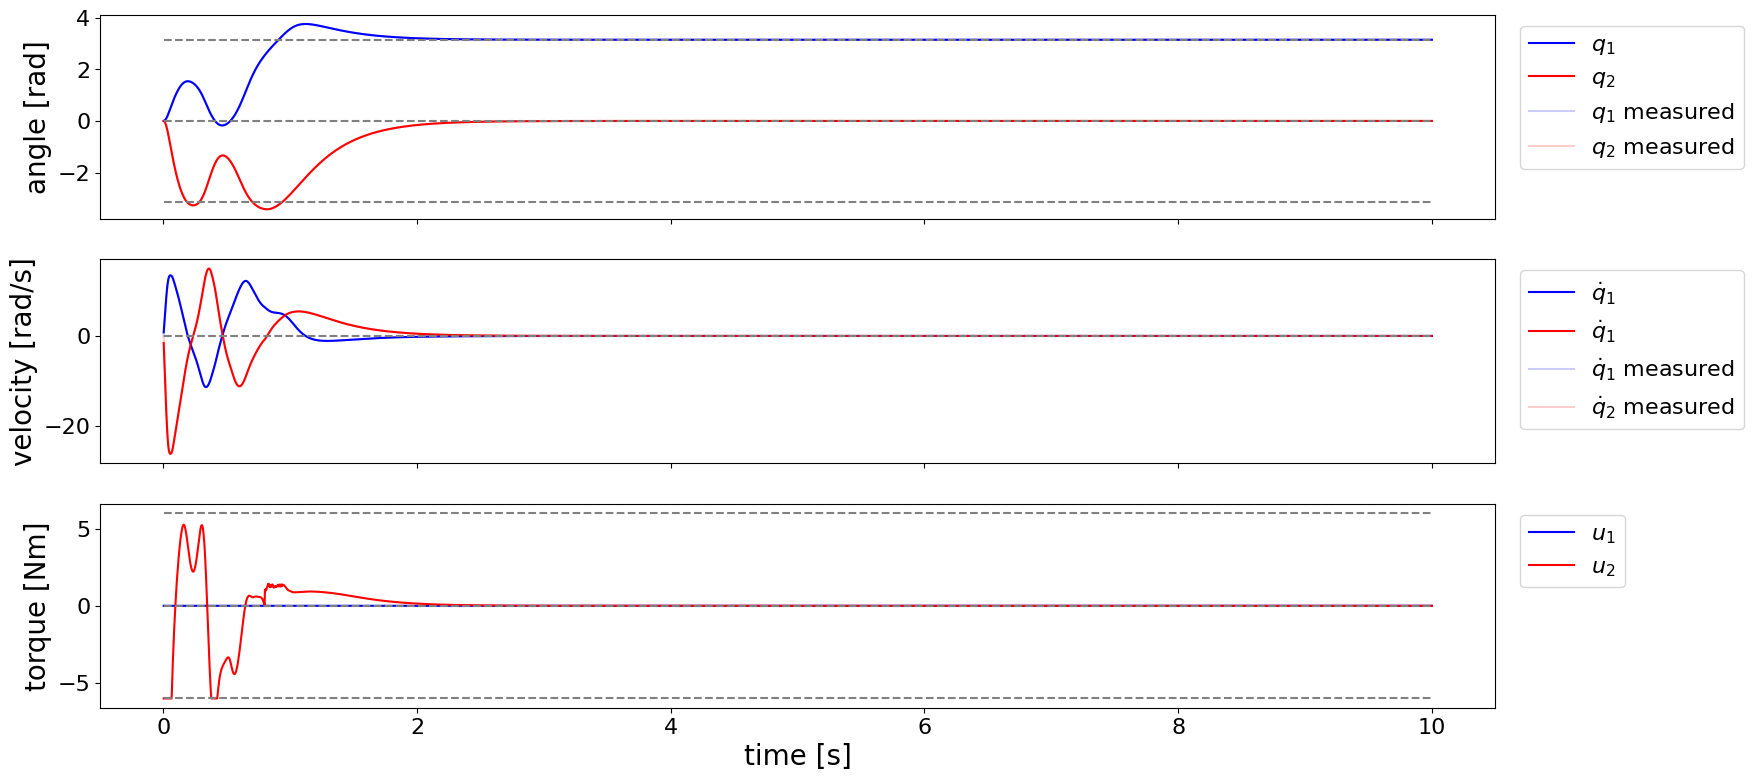 angle [rad]
4
2
0
−2
q₁
q₂
q₁ measured
q₂ measured
velocity [rad/s]
0
−20
q̇₁
q̇₁
q̇₁ measured
q̇₂ measured
torque [Nm]
5
0
−5
u₁
u₂
0 2 4 6 8 10
time [s]